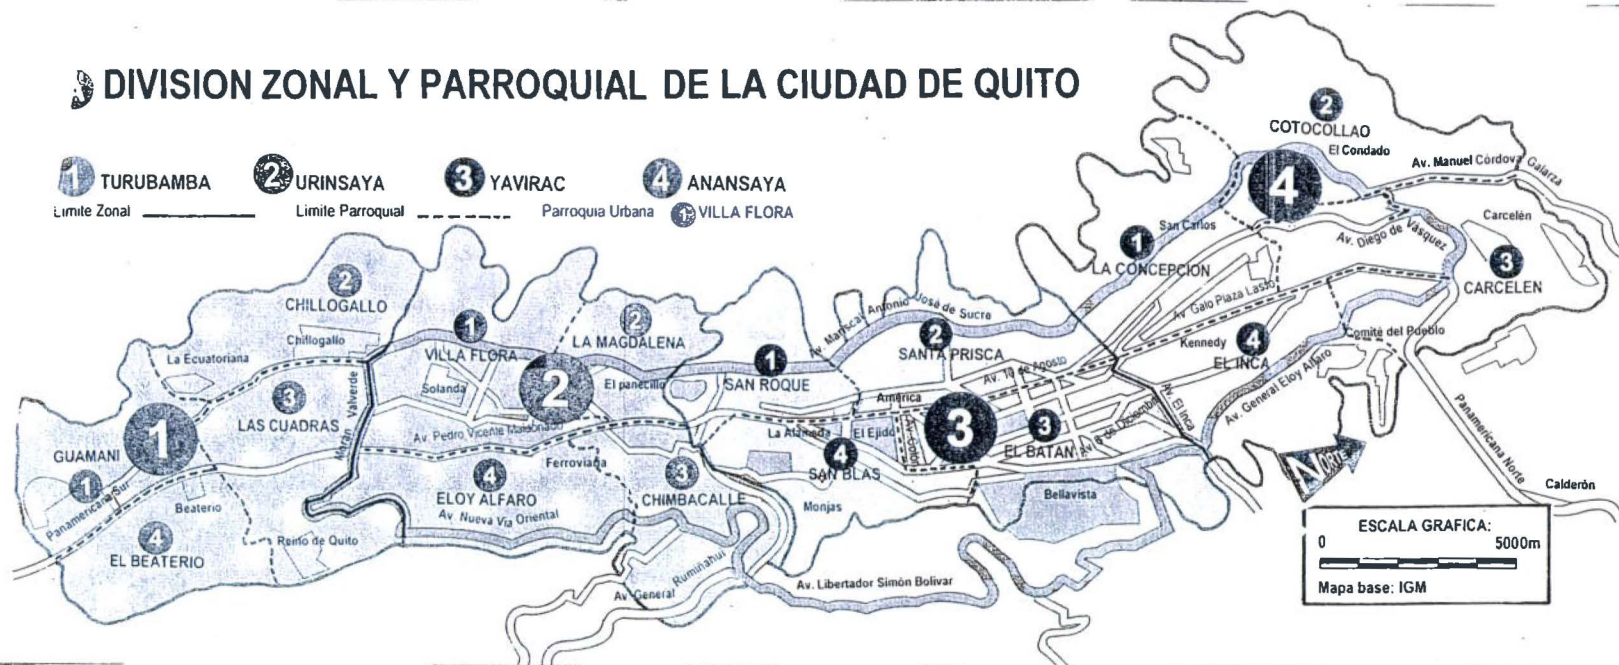 DIVISION ZONAL Y PARROQUIAL DE LA CIUDAD DE QUITO
1 TURUBAMBA
2 URINSAYA
3 YAVIRAC
4 ANANSAYA
Limite Zonal
Limite Parroquial
Parroquia Urbana
1 VILLA FLORA
2
COTOCOLLAO
El Condado
4
Av. Manuel Córdova Galarza
Carcelén
San Carlos
1
LA CONCEPCION
Av. Diego de Vásquez
3
CARCELEN
2
CHILLOGALLO
Chillogallo
La Ecuatoriana
1
VILLA FLORA
2
LA MAGDALENA
Av. Mariscal Antonio José de Sucre
2
SANTA PRISCA
Av. Galo Plaza Lasso
Kennedy
4
EL INCA
Comité del Pueblo
1
SAN ROQUE
El panecillo
Solanda
2
Av. 10 de Agosto
América
3
LAS CUADRAS
Morán Valverde
Av. Pedro Vicente Maldonado
La Alameda
El Ejido
Av. Colón
3
3
EL BATAN
Av 6 de Diciembre
Av. El Inca
Av. General Eloy Alfaro
1
GUAMANI
1
Panamericana Sur
Beaterio
4
EL BEATERIO
Reino de Quito
4
ELOY ALFARO
Av. Nueva Via Oriental
Ferroviaria
3
CHIMBACALLE
4
SAN BLAS
Monjas
Bellavista
Av. General Rumiñahui
Av. Libertador Simón Bolivar
NORTE
Panamericana Norte
Calderón
ESCALA GRAFICA:
0 5000m
Mapa base: IGM